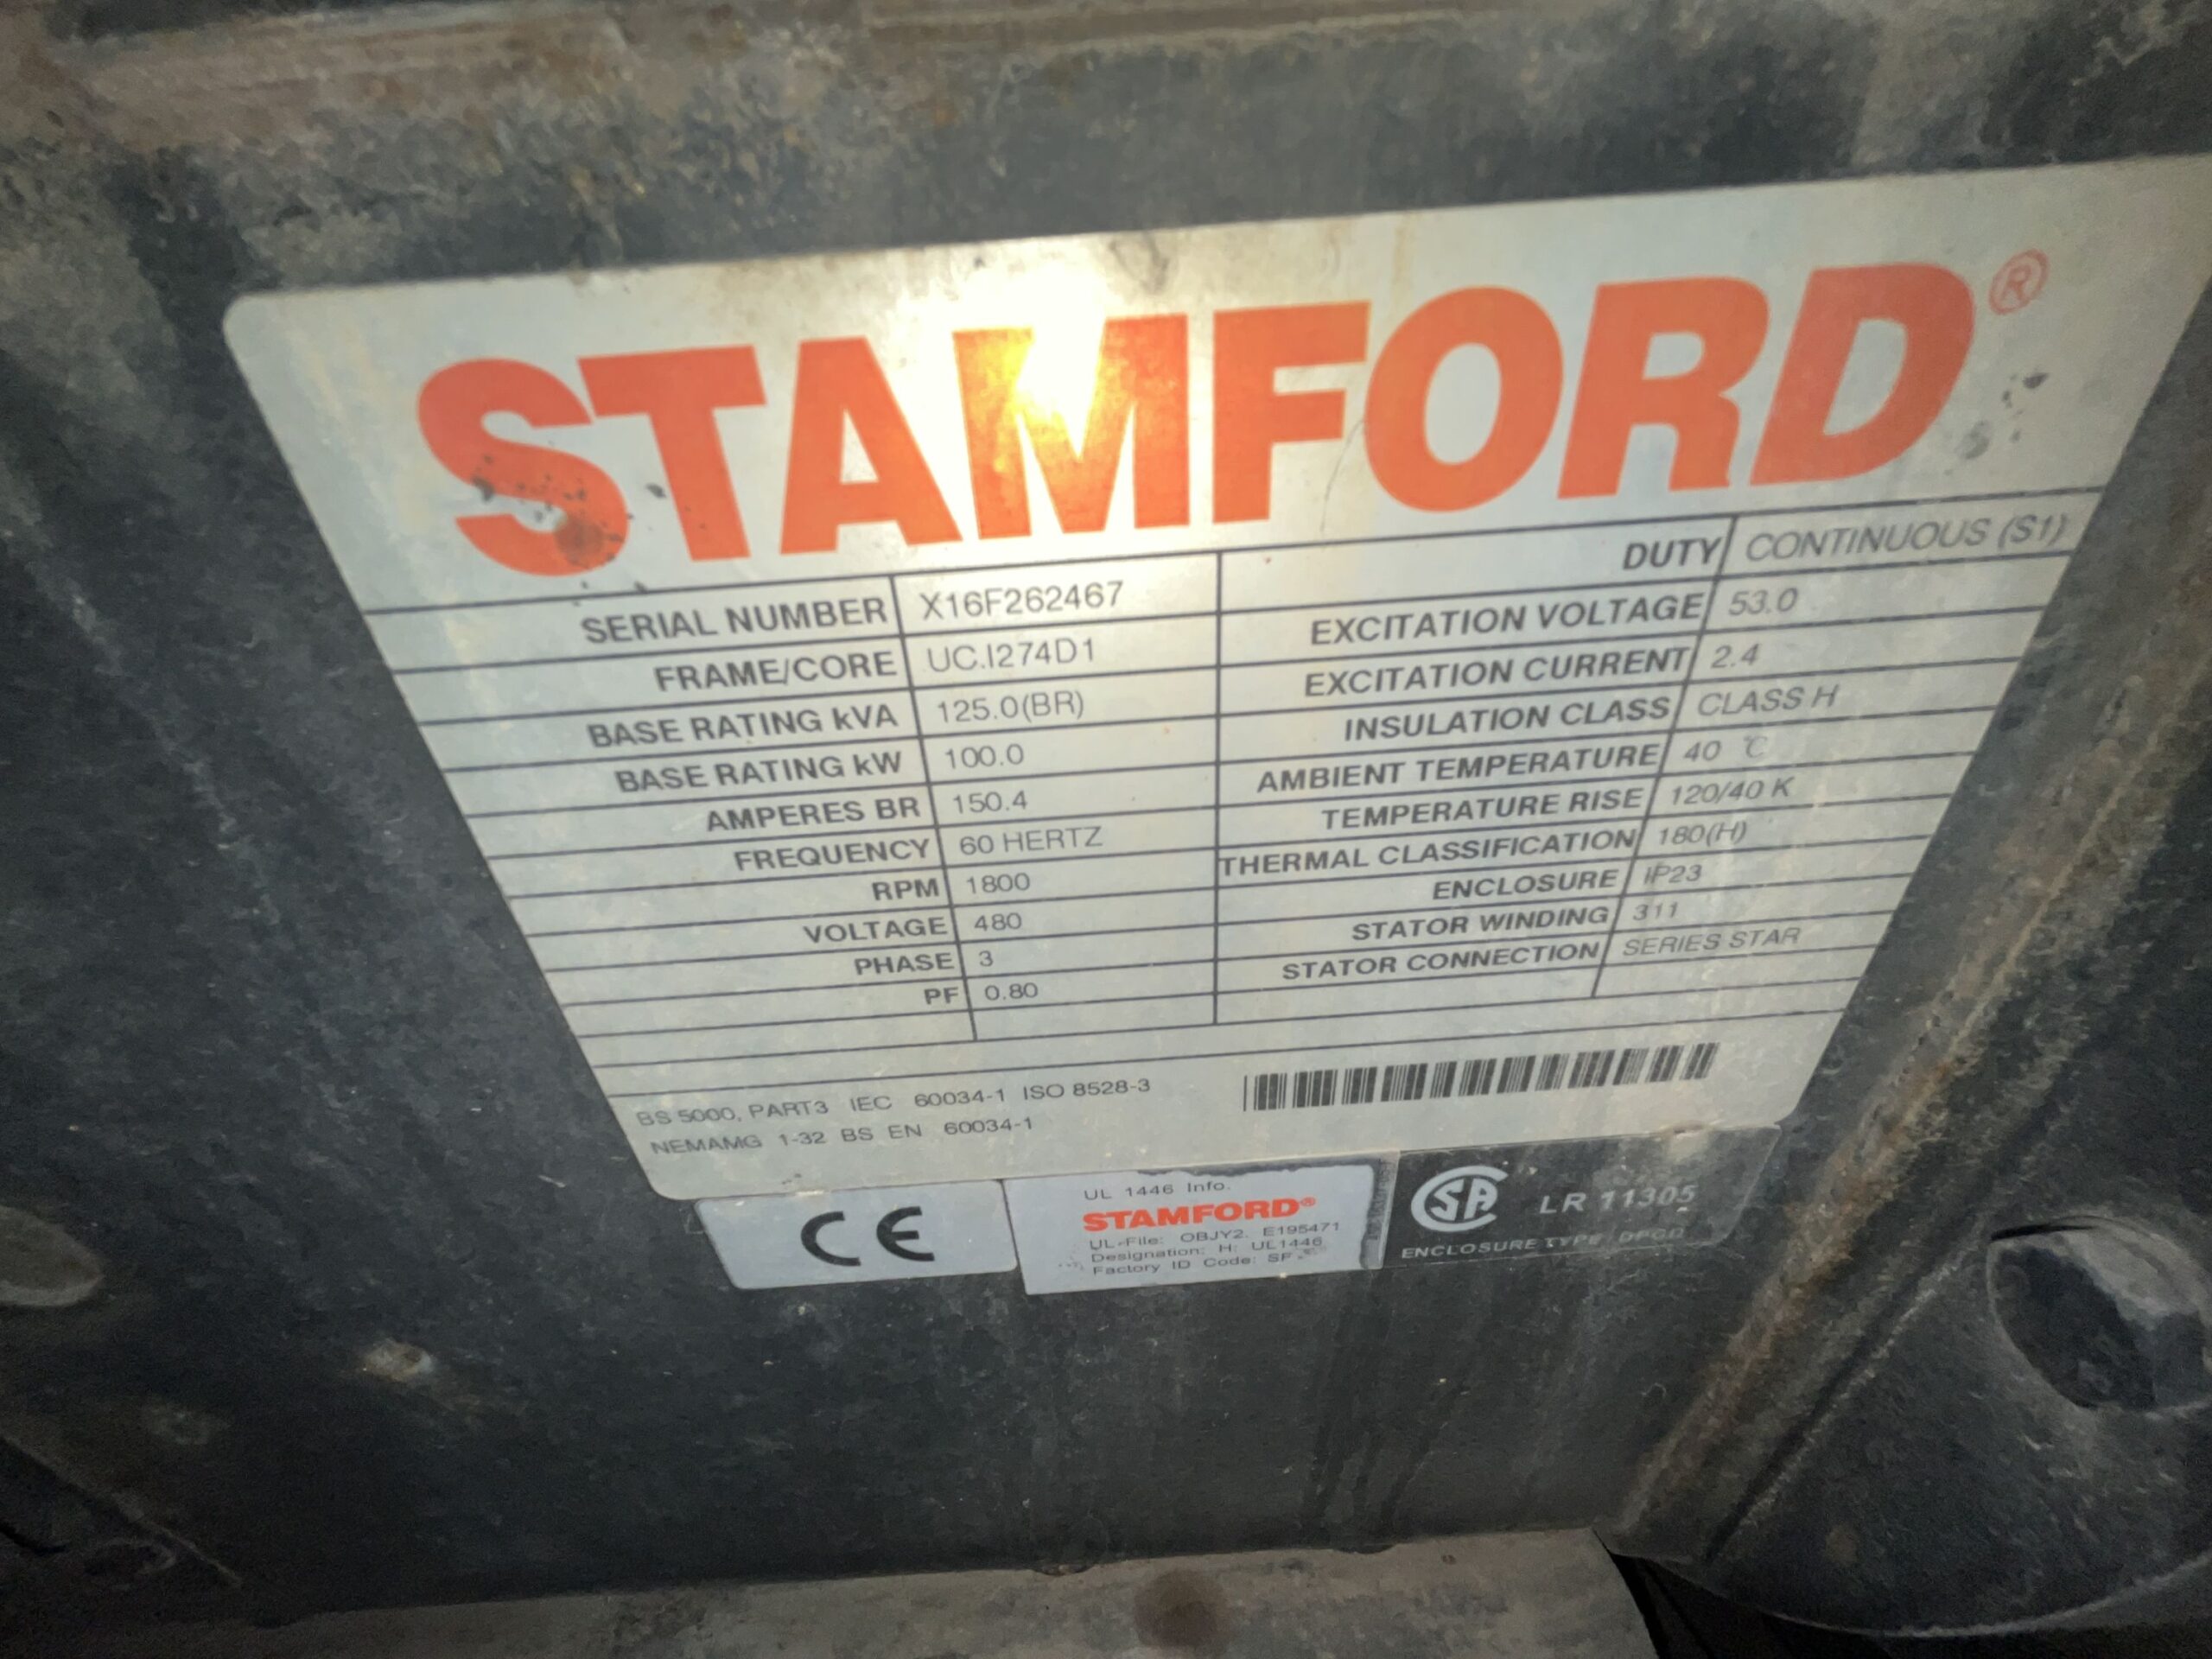 STAMFORD®
DUTY CONTINUOUS (S1)
SERIAL NUMBER X16F262467
EXCITATION VOLTAGE 53.0
FRAME/CORE UC.I274D1
EXCITATION CURRENT 2.4
BASE RATING kVA 125.0(BR)
INSULATION CLASS CLASS H
BASE RATING kW 100.0
AMBIENT TEMPERATURE 40 °C
AMPERES BR 150.4
TEMPERATURE RISE 120/40 K
FREQUENCY 60 HERTZ
THERMAL CLASSIFICATION 180(H)
RPM 1800
ENCLOSURE IP23
VOLTAGE 480
STATOR WINDING 311
PHASE 3
STATOR CONNECTION SERIES STAR
PF 0.80
BS 5000, PART3 IEC 60034-1 ISO 8528-3
NEMAMG 1-32 BS EN 60034-1
CE
UL 1446 Info.
STAMFORD®
UL-File: OBJY2. E195471
Designation: H: UL1446
Factory ID Code: SF
SA LR 11305
ENCLOSURE TYPE